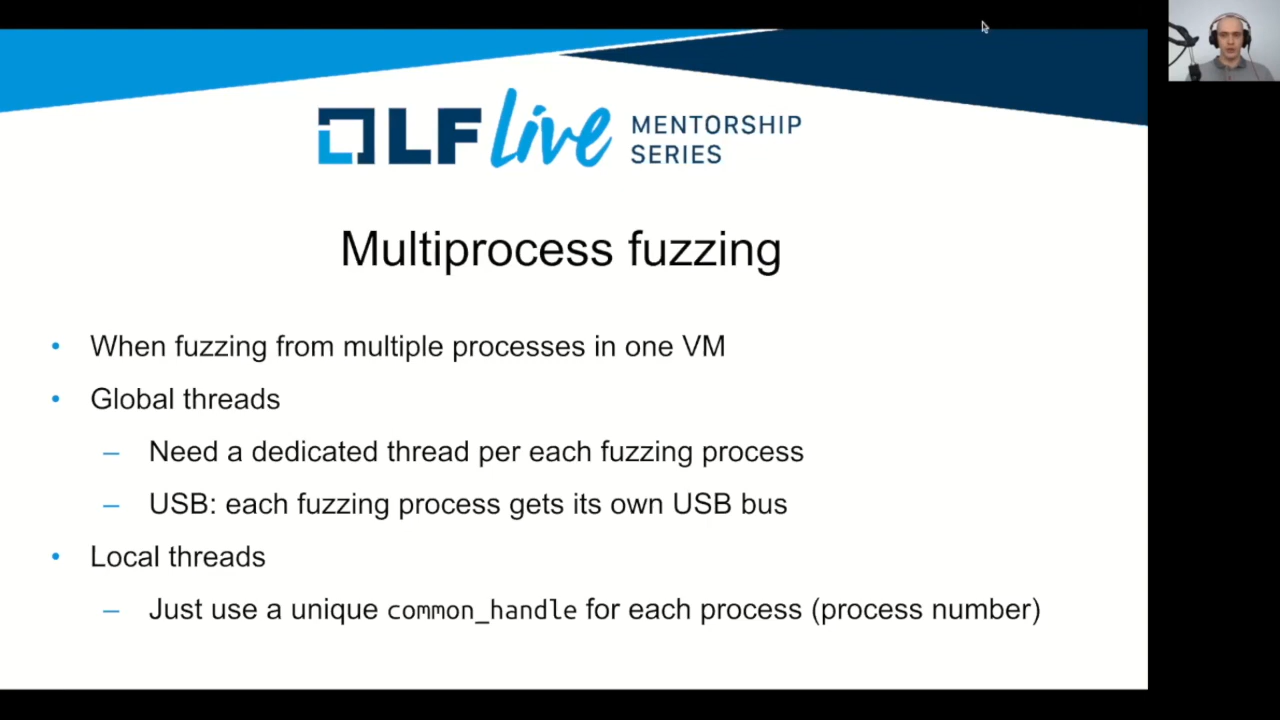 LF Live MENTORSHIP
SERIES
Multiprocess fuzzing
• When fuzzing from multiple processes in one VM
• Global threads
– Need a dedicated thread per each fuzzing process
– USB: each fuzzing process gets its own USB bus
• Local threads
– Just use a unique common_handle for each process (process number)